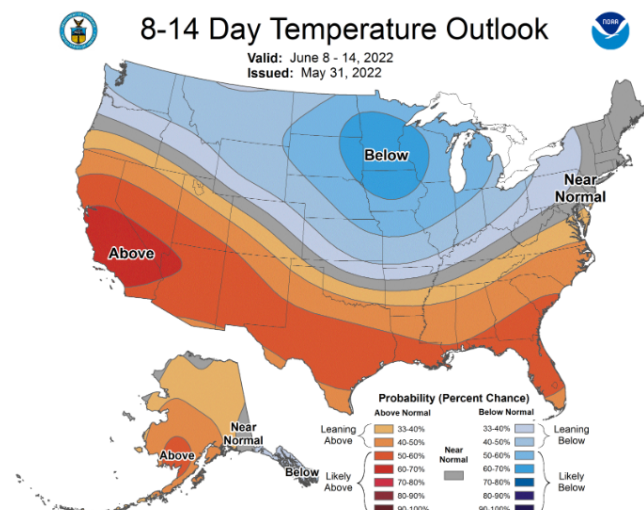 8-14 Day Temperature Outlook
Valid: June 8 - 14, 2022
Issued: May 31, 2022
NOAA
Below
Near
Normal
Above
Near
Normal
Above
Below
Probability (Percent Chance)
Above Normal
Below Normal
Leaning
Above
33-40%
40-50%
Near
Normal
33-40%
40-50%
Leaning
Below
Likely
Above
50-60%
60-70%
70-80%
80-90%
90-100%
50-60%
60-70%
70-80%
80-90%
90-100%
Likely
Below